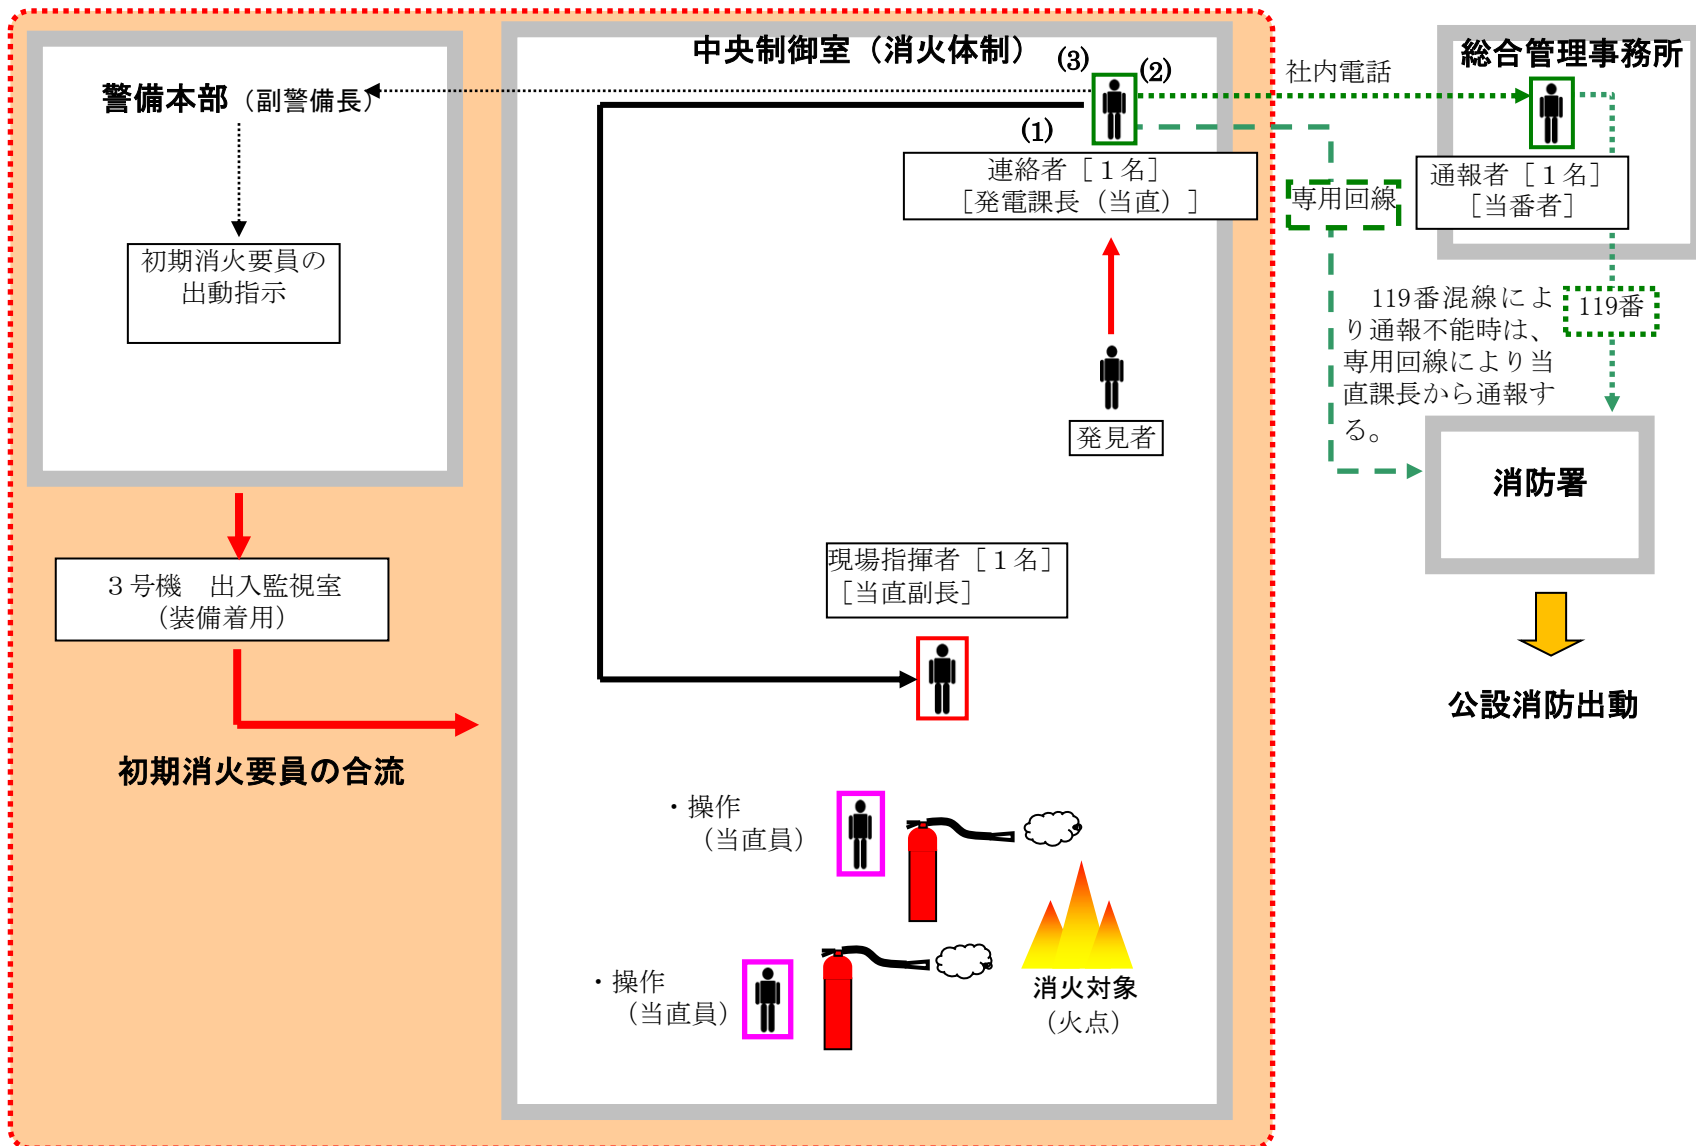 中央制御室（消火体制）
(3)
(2)
(1)
警備本部（副警備長）
初期消火要員の
出動指示
３号機　出入監視室
（装備着用）
初期消火要員の合流
連絡者［１名］
［発電課長（当直）］
発見者
現場指揮者［１名］
［当直副長］
・操作
（当直員）
・操作
（当直員）
消火対象
（火点）
社内電話
専用回線
総合管理事務所
通報者［１名］
［当番者］
119番
119番混線によ
り通報不能時は、
専用回線により当
直課長から通報す
る。
消防署
公設消防出動